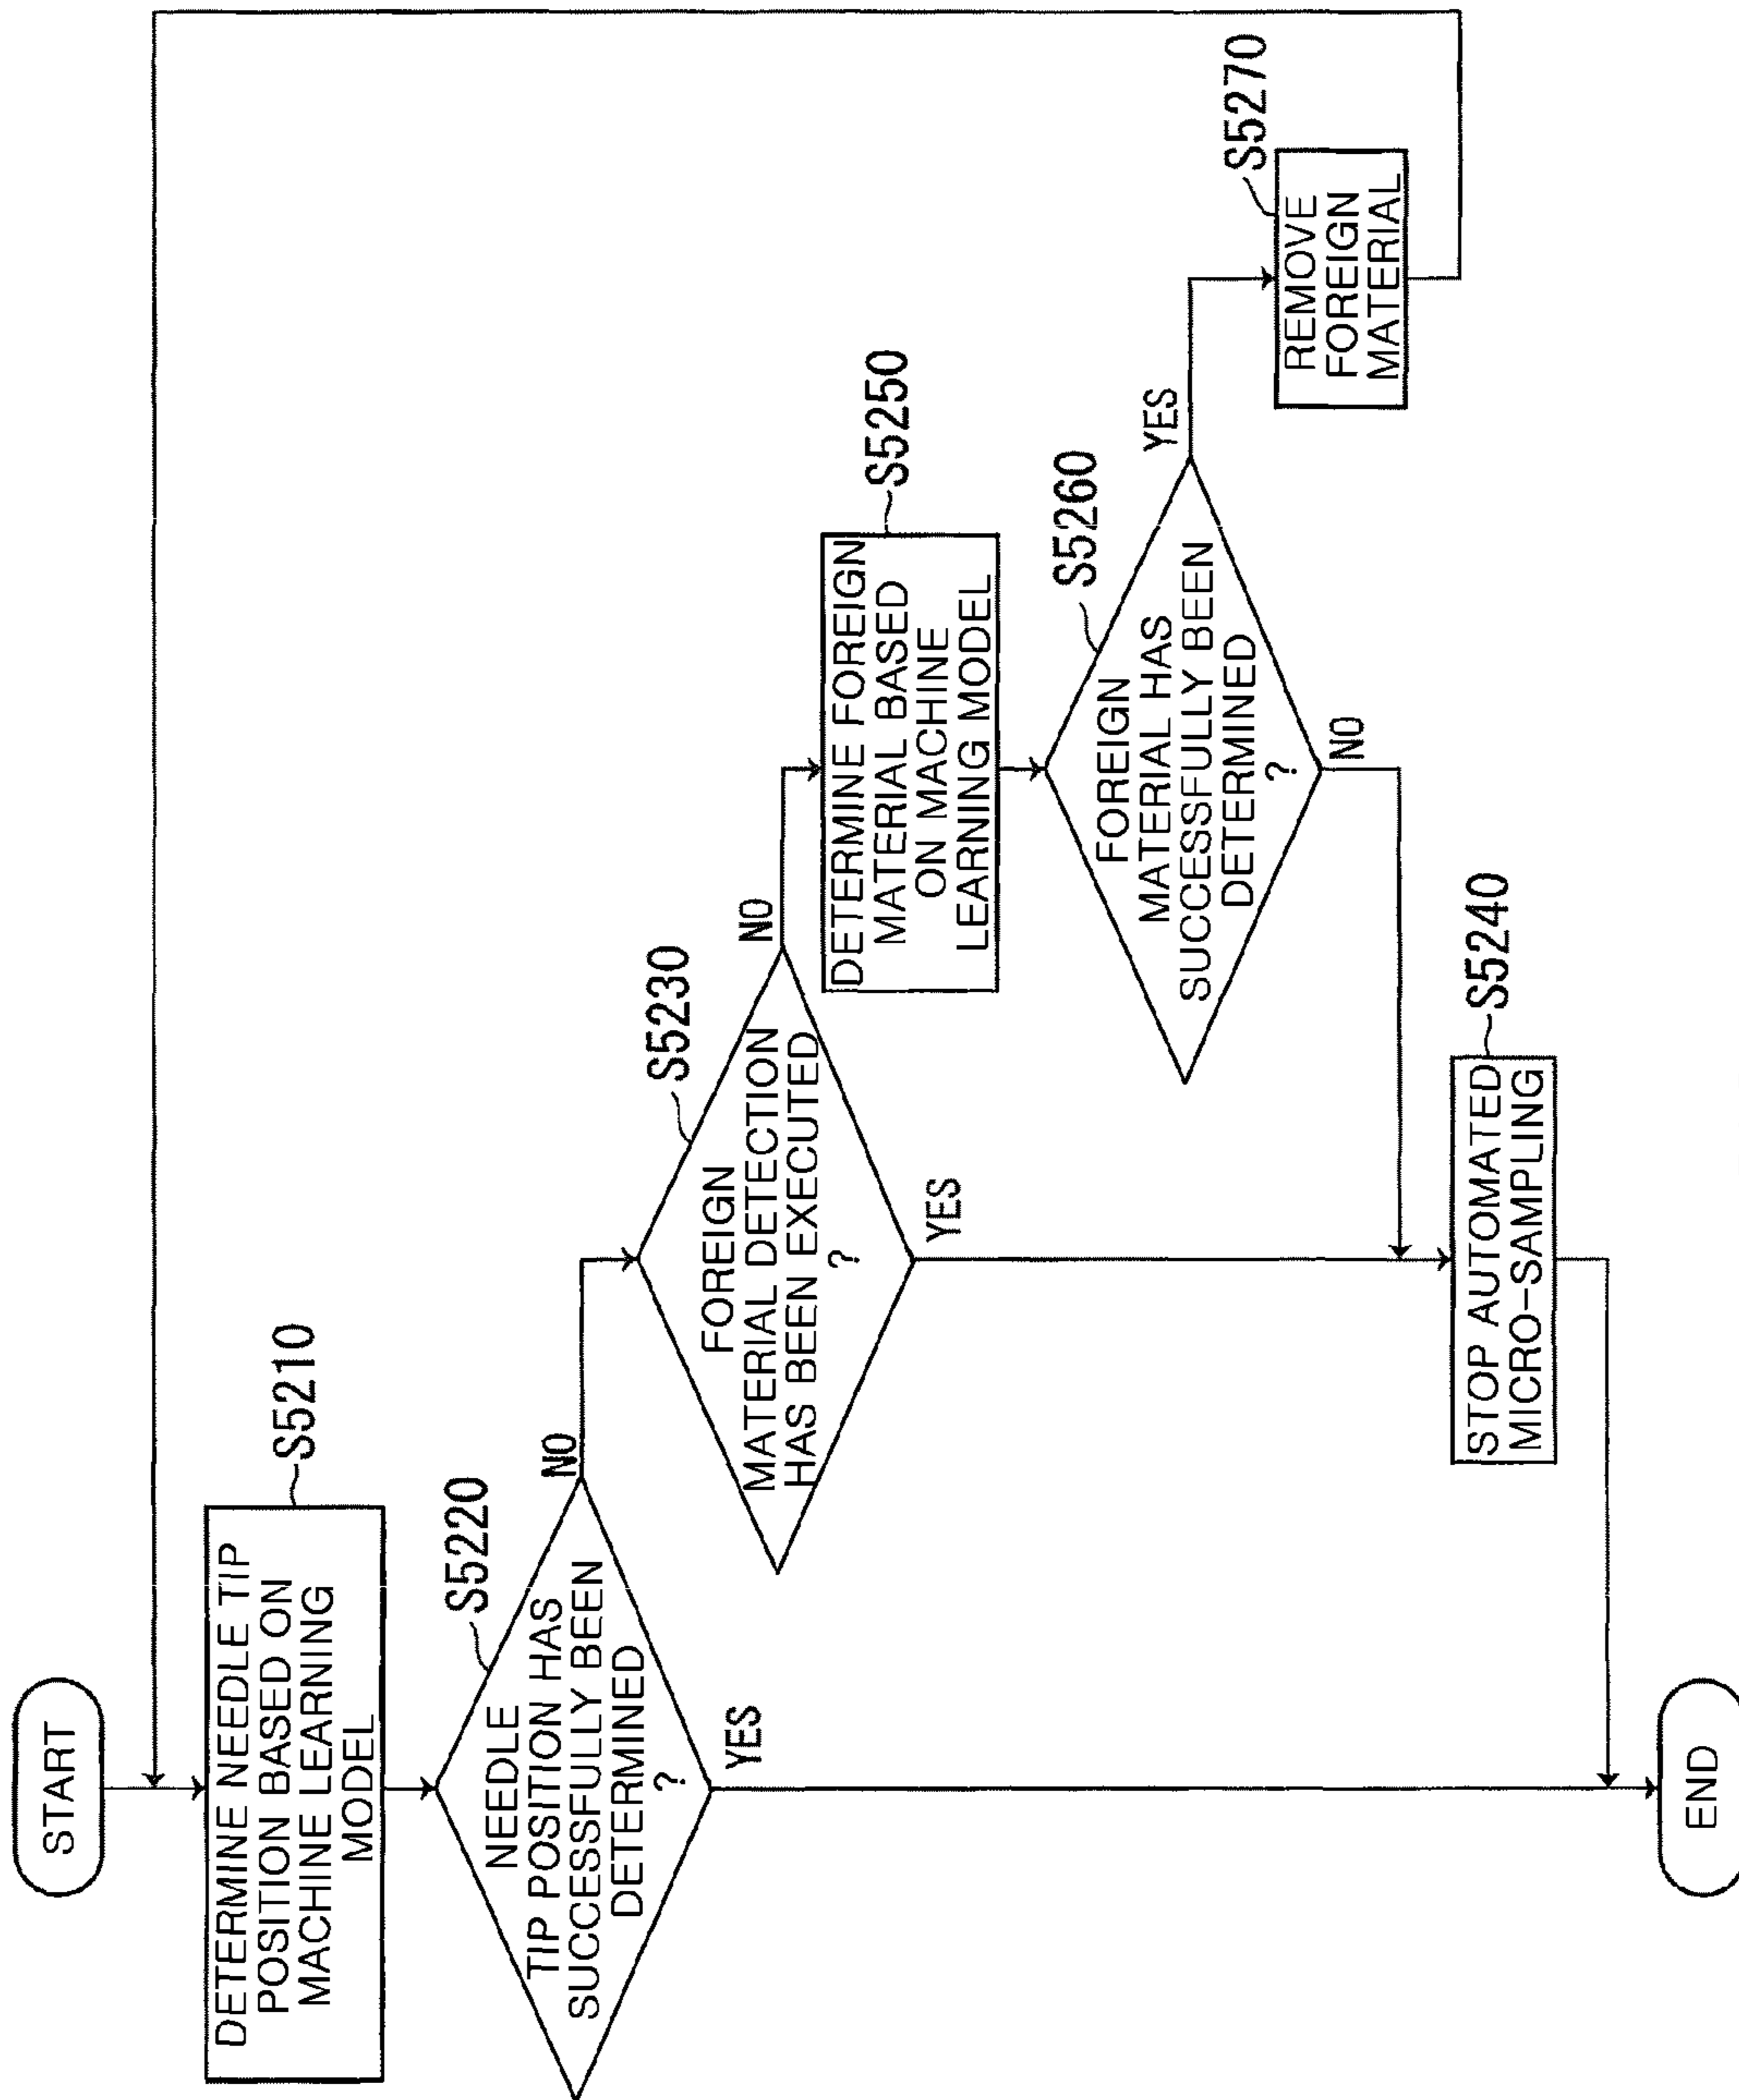 START
DETERMINE NEEDLE TIP
POSITION BASED ON
MACHINE LEARNING
MODEL
S5210
NEEDLE
TIP POSITION HAS
SUCCESSFULLY BEEN
DETERMINED
?
S5220
NO
YES
FOREIGN
MATERIAL DETECTION
HAS BEEN EXECUTED
?
S5230
NO
YES
DETERMINE FOREIGN
MATERIAL BASED
ON MACHINE
LEARNING MODEL
S5250
FOREIGN
MATERIAL HAS
SUCCESSFULLY BEEN
DETERMINED
?
S5260
YES
NO
REMOVE
FOREIGN
MATERIAL
S5270
STOP AUTOMATED
MICRO-SAMPLING
S5240
END